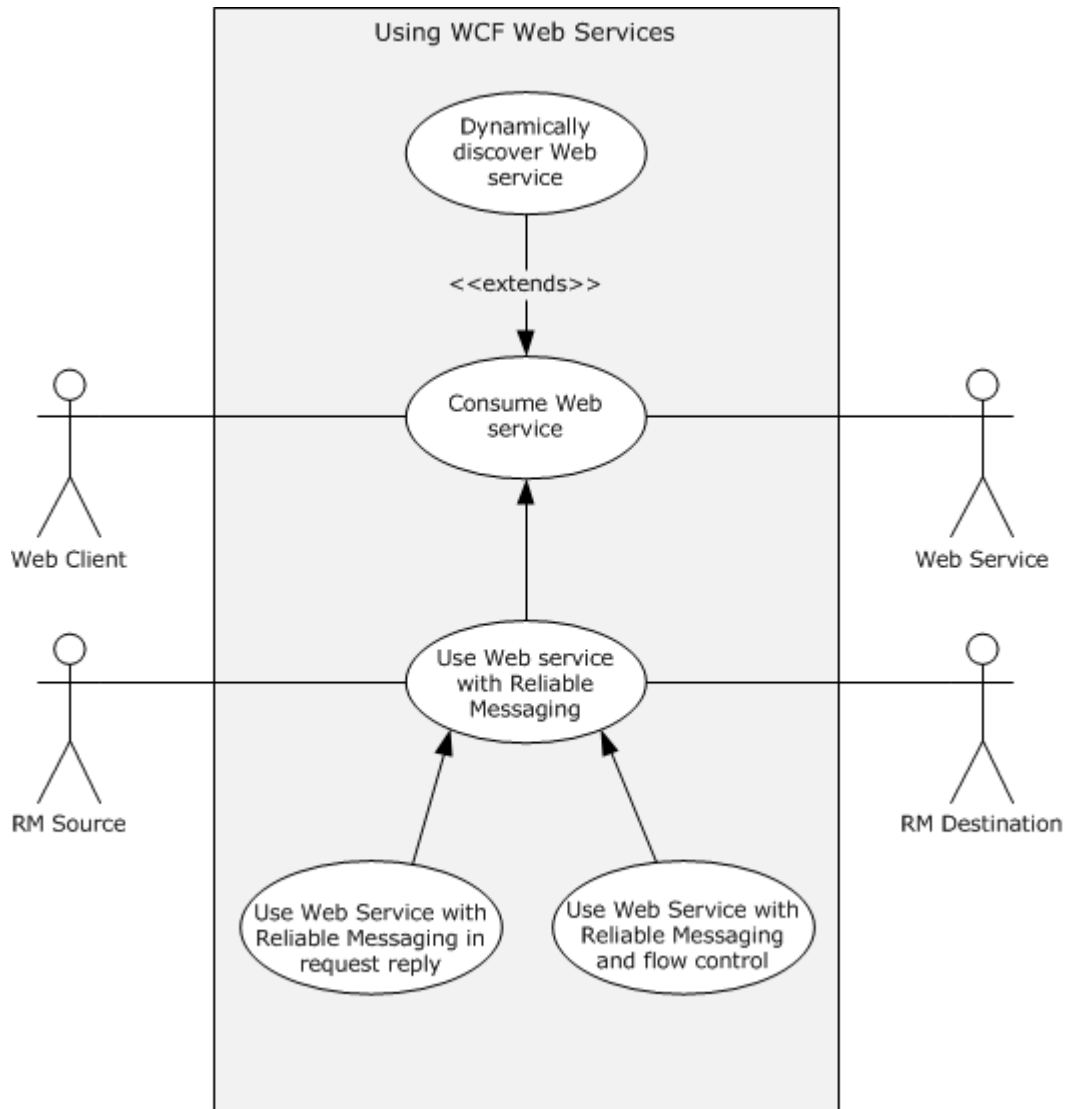 Using WCF Web Services
Dynamically
discover Web
service
<<extends>>
Consume Web
service
Web Client
Web Service
Use Web service
with Reliable
Messaging
RM Source
RM Destination
Use Web Service with
Reliable Messaging in
request reply
Use Web Service with
Reliable Messaging
and flow control